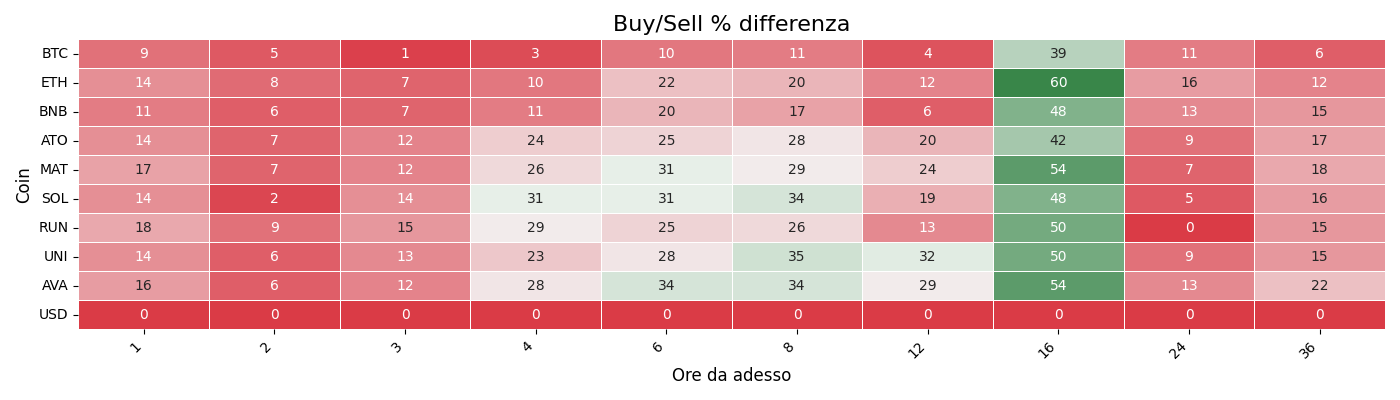 Buy/Sell % differenza
BTC 9 5 1 3 10 11 4 39 11 6
ETH 14 8 7 10 22 20 12 60 16 12
BNB 11 6 7 11 20 17 6 48 13 15
ATO 14 7 12 24 25 28 20 42 9 17
MAT 17 7 12 26 31 29 24 54 7 18
SOL 14 2 14 31 31 34 19 48 5 16
RUN 18 9 15 29 25 26 13 50 0 15
UNI 14 6 13 23 28 35 32 50 9 15
AVA 16 6 12 28 34 34 29 54 13 22
USD 0 0 0 0 0 0 0 0 0 0
Coin
1 2 3 4 6 8 12 16 24 36
Ore da adesso